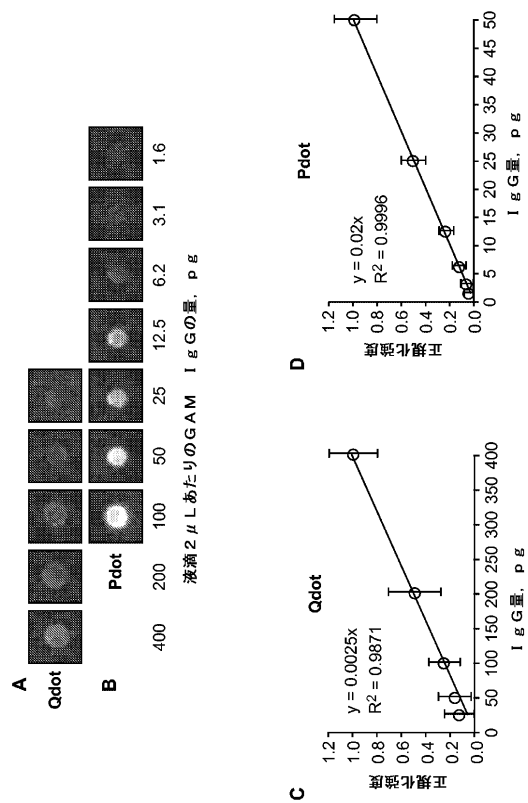 A
Qdot
B
Pdot
400 200 100 50 25 12.5 6.2 3.1 1.6
液滴2μLあたりのGAM IgGの量, pg
C
Qdot
y = 0.0025x
R² = 0.9871
正規化強度
1.2
1.0
0.8
0.6
0.4
0.2
0.0
0 50 100 150 200 250 300 350 400
IgG量, pg
D
Pdot
y = 0.02x
R² = 0.9996
正規化強度
1.2
1.0
0.8
0.6
0.4
0.2
0.0
0 5 10 15 20 25 30 35 40 45 50
IgG量, pg